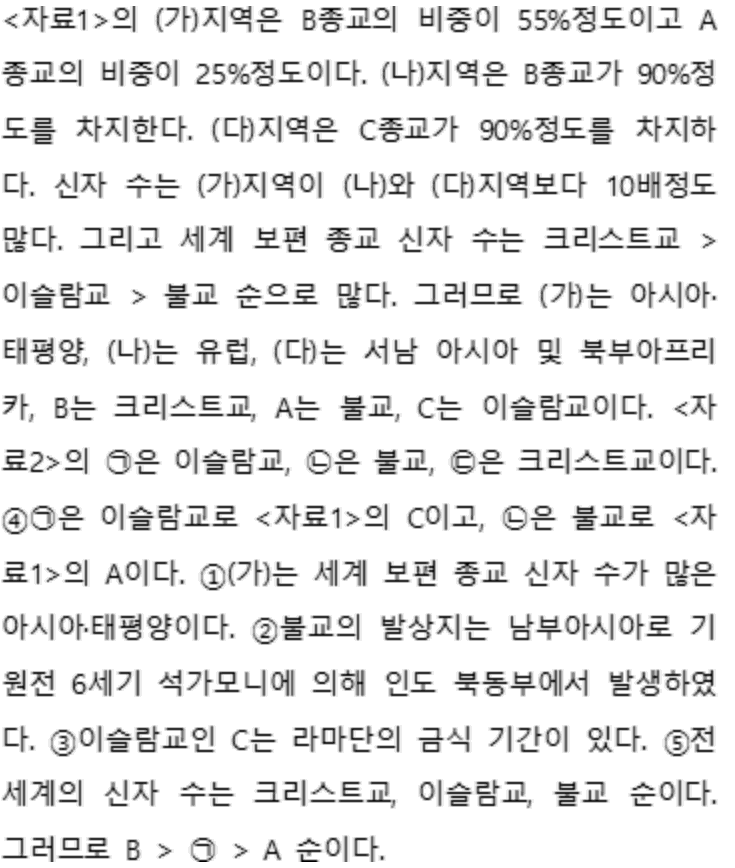 <자료1>의 (가)지역은 B종교의 비중이 55%정도이고 A
종교의 비중이 25%정도이다. (나)지역은 B종교가 90%정
도를 차지한다. (다)지역은 C종교가 90%정도를 차지하
다. 신자 수는 (가)지역이 (나)와 (다)지역보다 10배정도
많다. 그리고 세계 보편 종교 신자 수는 크리스트교 >
이슬람교 > 불교 순으로 많다. 그러므로 (가)는 아시아·
태평양, (나)는 유럽, (다)는 서남 아시아 및 북부아프리
카, B는 크리스트교, A는 불교, C는 이슬람교이다. <자
료2>의 ㉠은 이슬람교, ㉡은 불교, ㉢은 크리스트교이다.
④㉠은 이슬람교로 <자료1>의 C이고, ㉡은 불교로 <자
료1>의 A이다. ①(가)는 세계 보편 종교 신자 수가 많은
아시아·태평양이다. ②불교의 발상지는 남부아시아로 기
원전 6세기 석가모니에 의해 인도 북동부에서 발생하였
다. ③이슬람교인 C는 라마단의 금식 기간이 있다. ⑤전
세계의 신자 수는 크리스트교, 이슬람교, 불교 순이다.
그러므로 B > ㉠ > A 순이다.